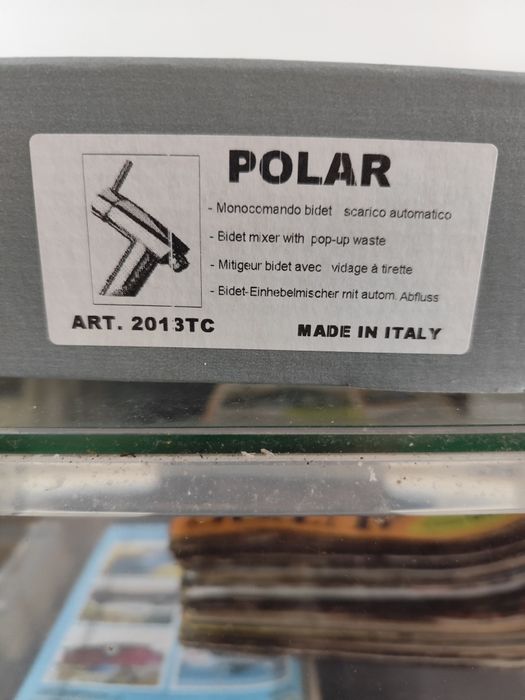 POLAR
- Monocomando bidet scarico automatico
- Bidet mixer with pop-up waste
- Mitigeur bidet avec vidage à tirette
- Bidet-Einhebelmischer mit autom. Abfluss
ART. 2013TC
MADE IN ITALY